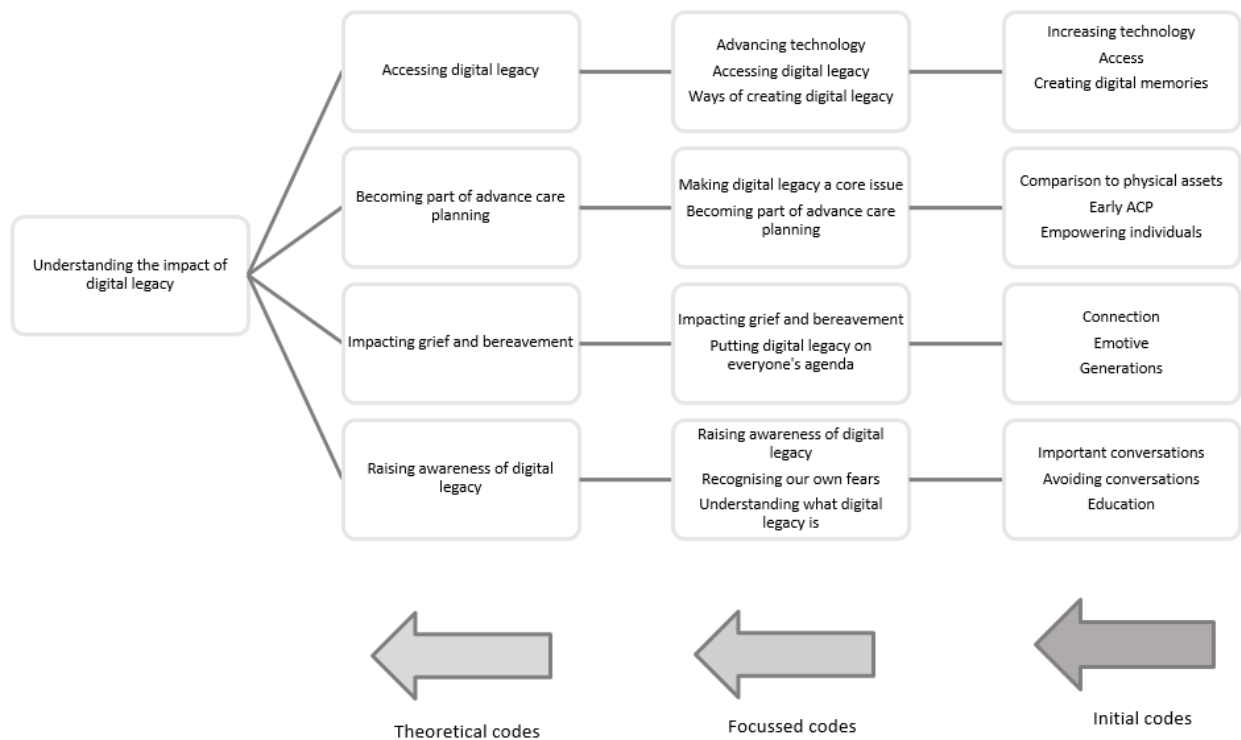 Understanding the impact of
digital legacy
Accessing digital legacy
Advancing technology
Accessing digital legacy
Ways of creating digital legacy
Increasing technology
Access
Creating digital memories
Becoming part of advance care
planning
Making digital legacy a core issue
Becoming part of advance care
planning
Comparison to physical assets
Early ACP
Empowering individuals
Impacting grief and bereavement
Impacting grief and bereavement
Putting digital legacy on
everyone's agenda
Connection
Emotive
Generations
Raising awareness of digital
legacy
Raising awareness of digital
legacy
Recognising our own fears
Understanding what digital
legacy is
Important conversations
Avoiding conversations
Education
Theoretical codes
Focussed codes
Initial codes